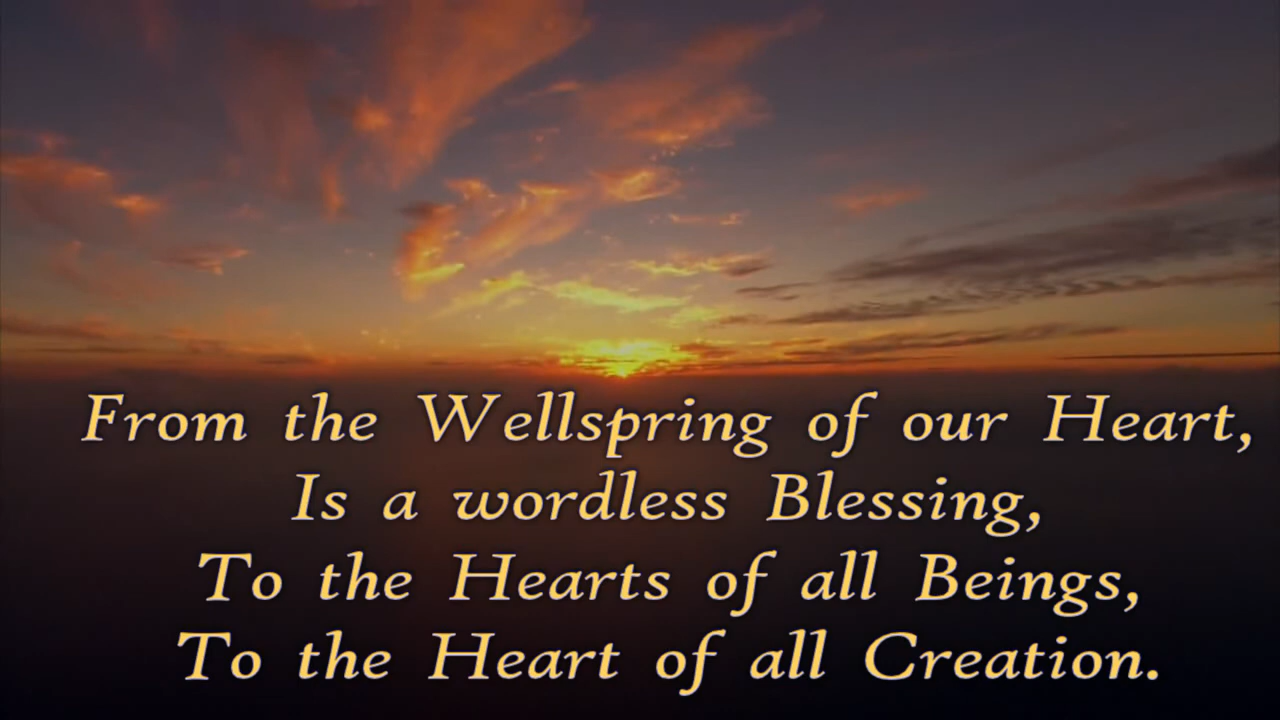 From the Wellspring of our Heart,
Is a wordless Blessing,
To the Hearts of all Beings,
To the Heart of all Creation.